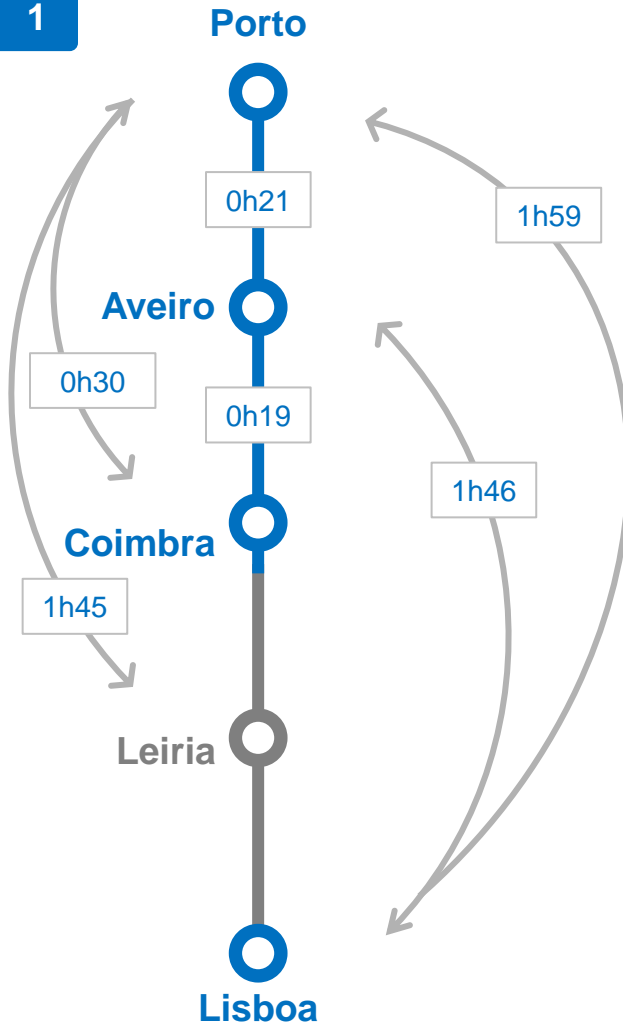 1
Porto
0h21
1h59
Aveiro
0h30
0h19
1h46
Coimbra
1h45
Leiria
Lisboa